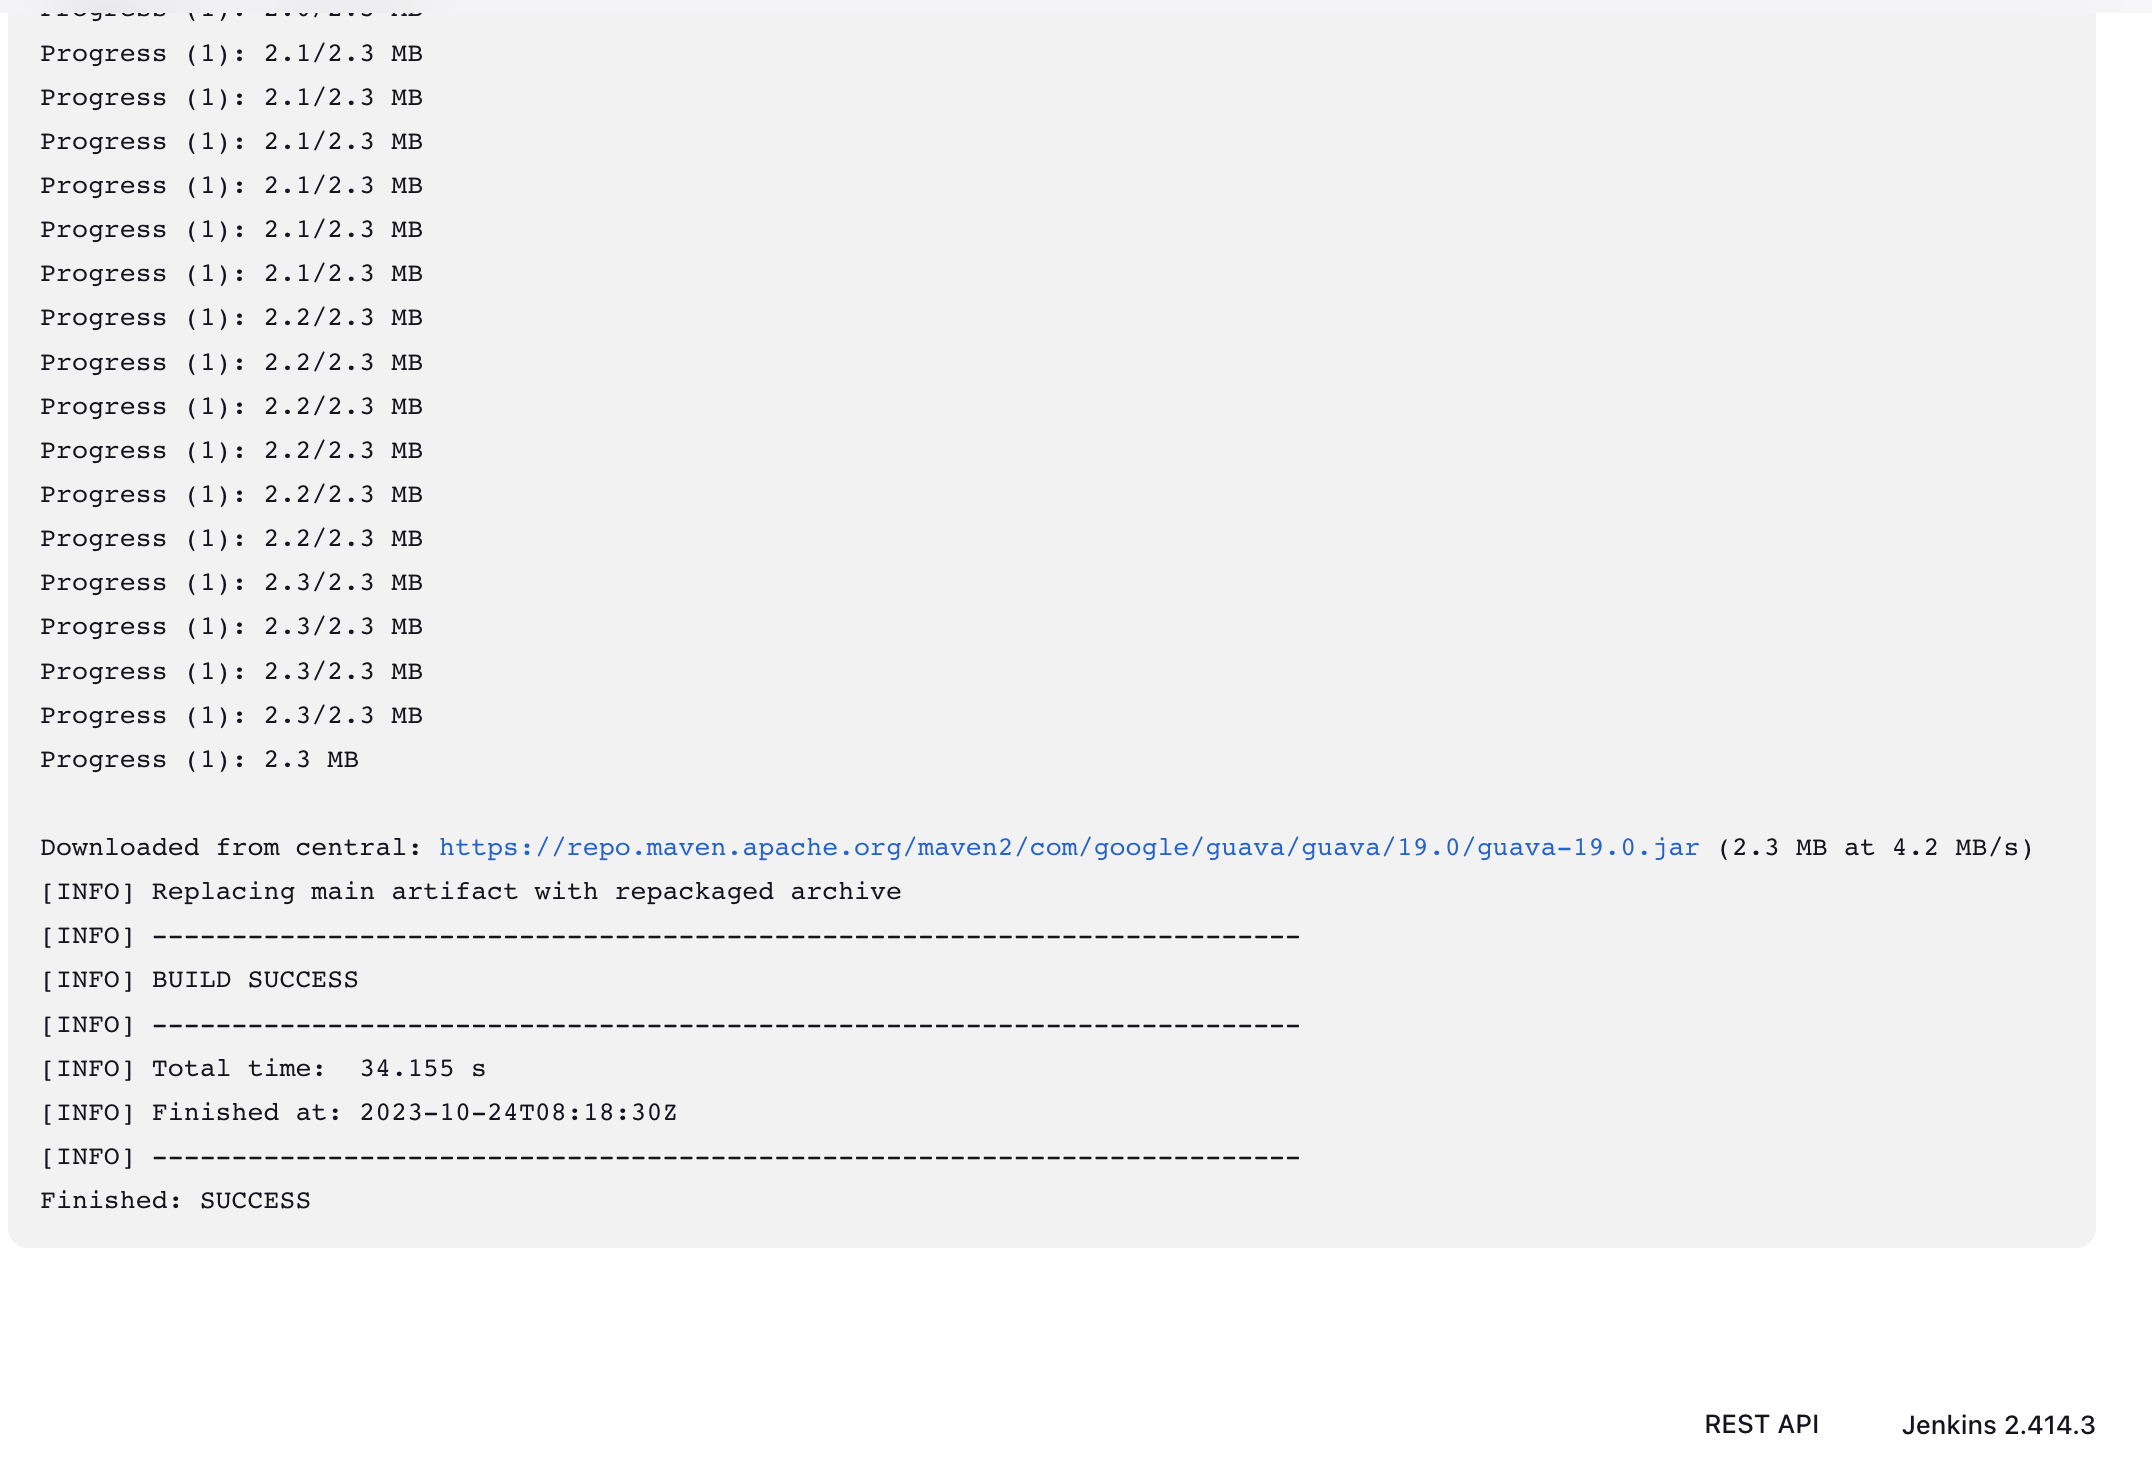 Progress (1): 2.0/2.3 MB
Progress (1): 2.1/2.3 MB
Progress (1): 2.1/2.3 MB
Progress (1): 2.1/2.3 MB
Progress (1): 2.1/2.3 MB
Progress (1): 2.1/2.3 MB
Progress (1): 2.1/2.3 MB
Progress (1): 2.2/2.3 MB
Progress (1): 2.2/2.3 MB
Progress (1): 2.2/2.3 MB
Progress (1): 2.2/2.3 MB
Progress (1): 2.2/2.3 MB
Progress (1): 2.2/2.3 MB
Progress (1): 2.3/2.3 MB
Progress (1): 2.3/2.3 MB
Progress (1): 2.3/2.3 MB
Progress (1): 2.3/2.3 MB
Progress (1): 2.3 MB
Downloaded from central: https://repo.maven.apache.org/maven2/com/google/guava/guava/19.0/guava-19.0.jar (2.3 MB at 4.2 MB/s)
[INFO] Replacing main artifact with repackaged archive
[INFO] ------------------------------------------------------------------------
[INFO] BUILD SUCCESS
[INFO] ------------------------------------------------------------------------
[INFO] Total time:  34.155 s
[INFO] Finished at: 2023-10-24T08:18:30Z
[INFO] ------------------------------------------------------------------------
Finished: SUCCESS
REST API Jenkins 2.414.3